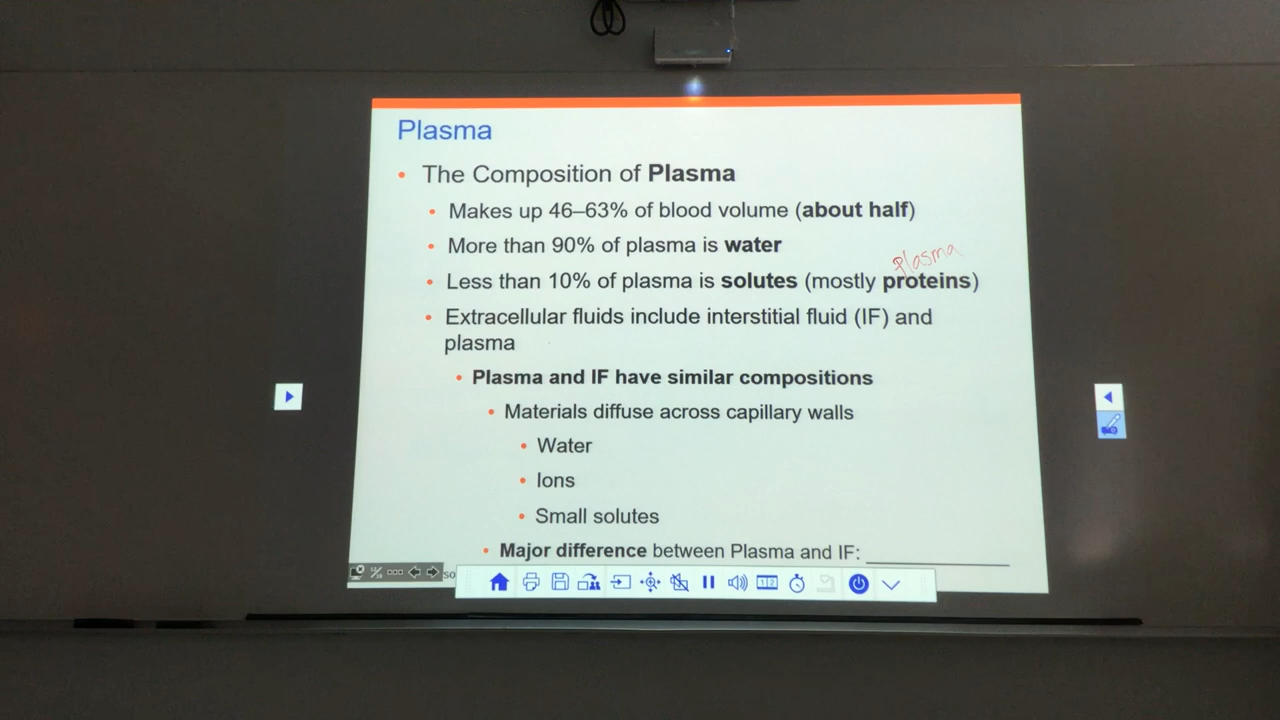 Plasma
• The Composition of Plasma
• Makes up 46–63% of blood volume (about half)
• More than 90% of plasma is water
plasma
• Less than 10% of plasma is solutes (mostly proteins)
• Extracellular fluids include interstitial fluid (IF) and
plasma
• Plasma and IF have similar compositions
• Materials diffuse across capillary walls
• Water
• Ions
• Small solutes
• Major difference between Plasma and IF: ____________
so